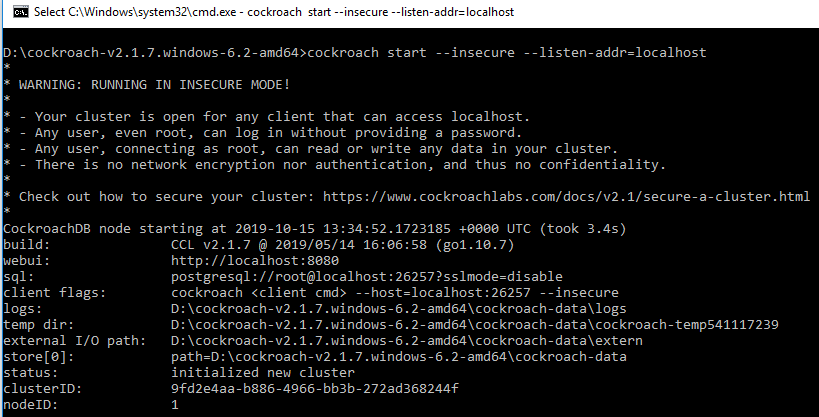 Select C:\Windows\system32\cmd.exe - cockroach start --insecure --listen-addr=localhost
D:\cockroach-v2.1.7.windows-6.2-amd64>cockroach start --insecure --listen-addr=localhost
*
* WARNING: RUNNING IN INSECURE MODE!
*
* - Your cluster is open for any client that can access localhost.
* - Any user, even root, can log in without providing a password.
* - Any user, connecting as root, can read or write any data in your cluster.
* - There is no network encryption nor authentication, and thus no confidentiality.
*
* Check out how to secure your cluster: https://www.cockroachlabs.com/docs/v2.1/secure-a-cluster.html
*
CockroachDB node starting at 2019-10-15 13:34:52.1723185 +0000 UTC (took 3.4s)
build: CCL v2.1.7 @ 2019/05/14 16:06:58 (go1.10.7)
webui: http://localhost:8080
sql: postgresql://root@localhost:26257?sslmode=disable
client flags: cockroach <client cmd> --host=localhost:26257 --insecure
logs: D:\cockroach-v2.1.7.windows-6.2-amd64\cockroach-data\logs
temp dir: D:\cockroach-v2.1.7.windows-6.2-amd64\cockroach-data\cockroach-temp541117239
external I/O path: D:\cockroach-v2.1.7.windows-6.2-amd64\cockroach-data\extern
store[0]: path=D:\cockroach-v2.1.7.windows-6.2-amd64\cockroach-data
status: initialized new cluster
clusterID: 9fd2e4aa-b886-4966-bb3b-272ad368244f
nodeID: 1